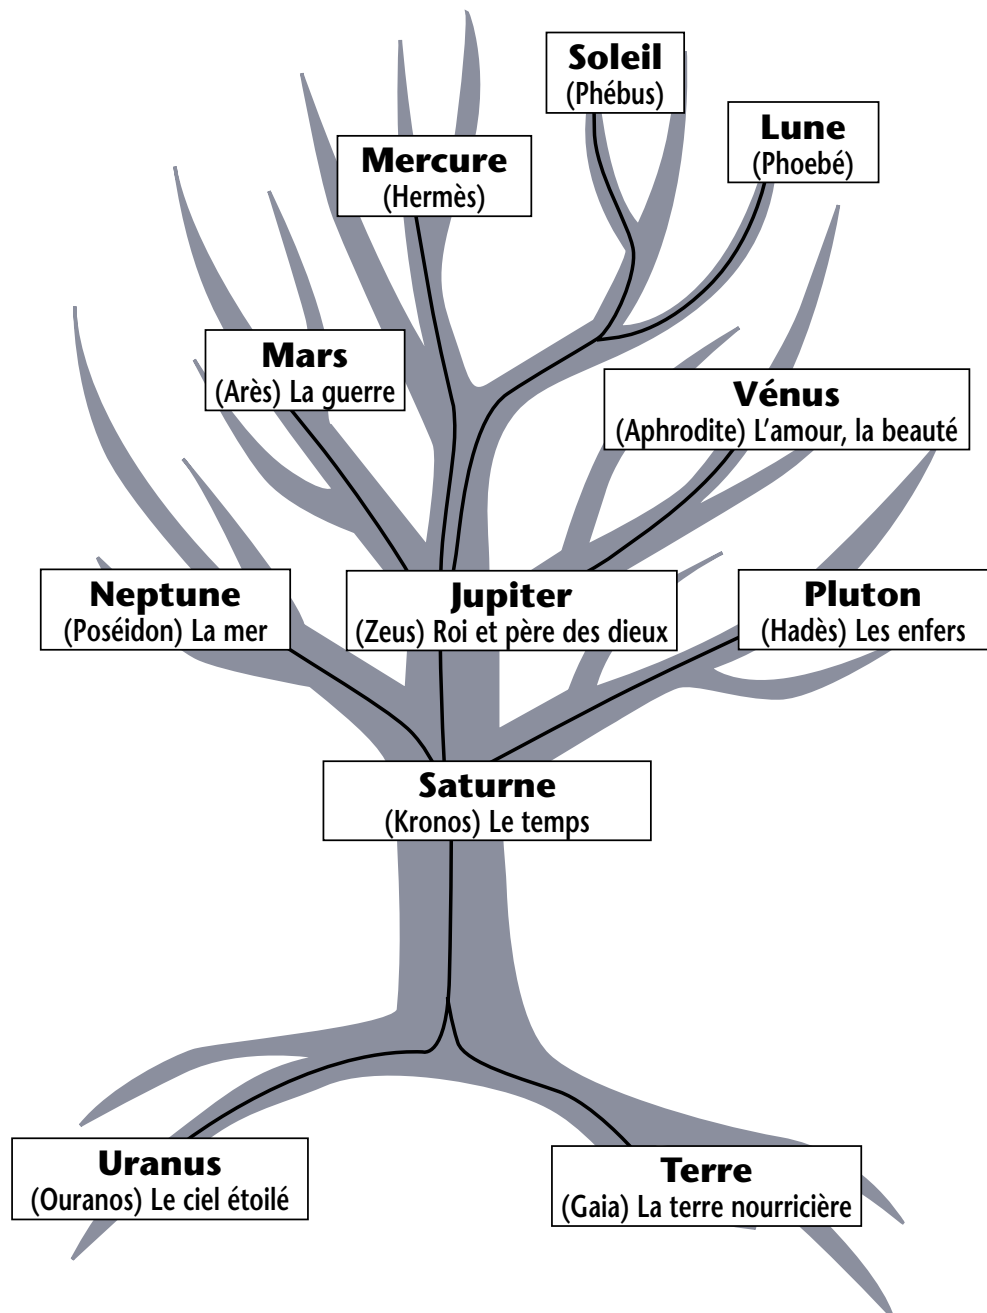 Soleil
(Phébus)
Lune
(Phoebé)
Mercure
(Hermès)
Mars
(Arès) La guerre
Vénus
(Aphrodite) L'amour, la beauté
Neptune
(Poséidon) La mer
Jupiter
(Zeus) Roi et père des dieux
Pluton
(Hadès) Les enfers
Saturne
(Kronos) Le temps
Uranus
(Ouranos) Le ciel étoilé
Terre
(Gaia) La terre nourricière